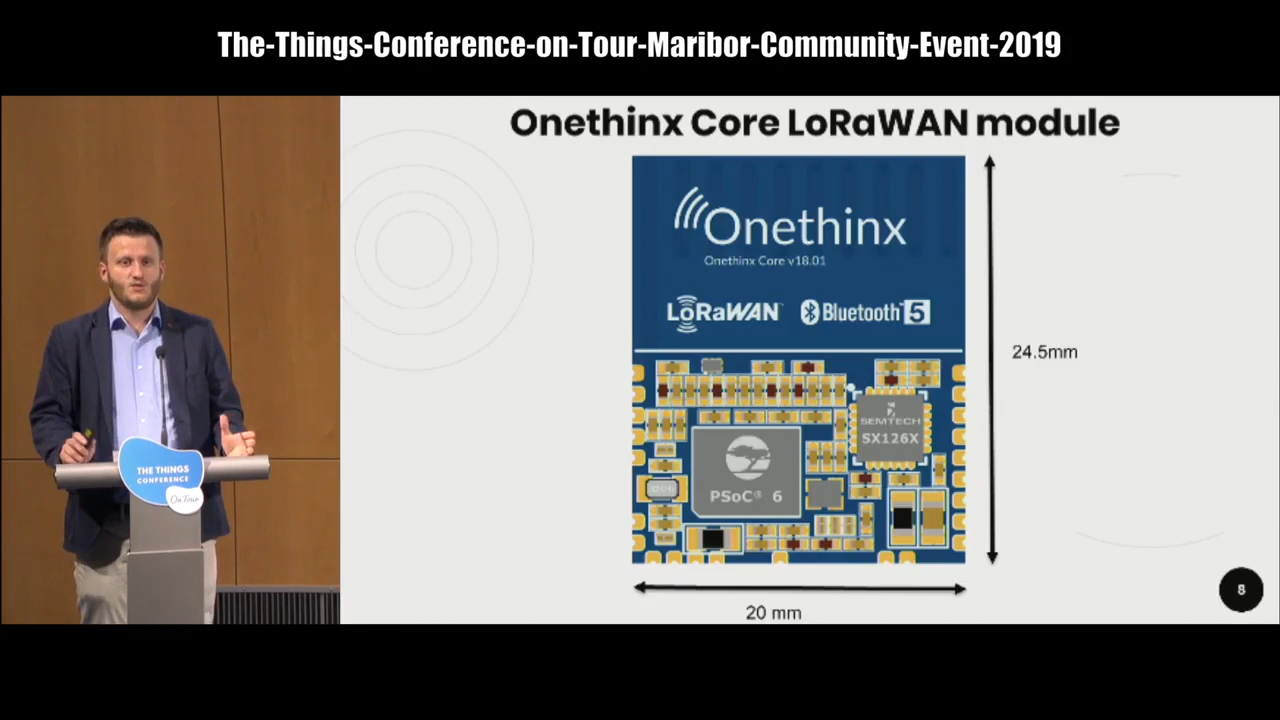 The-Things-Conference-on-Tour-Maribor-Community-Event-2019
Onethinx Core LoRaWAN module
Onethinx
Onethinx Core v18.01
LoRaWAN
Bluetooth 5
SEMTECH
SX126X
PSoC® 6
24.5mm
20 mm
8
THE THINGS
CONFERENCE
On Tour